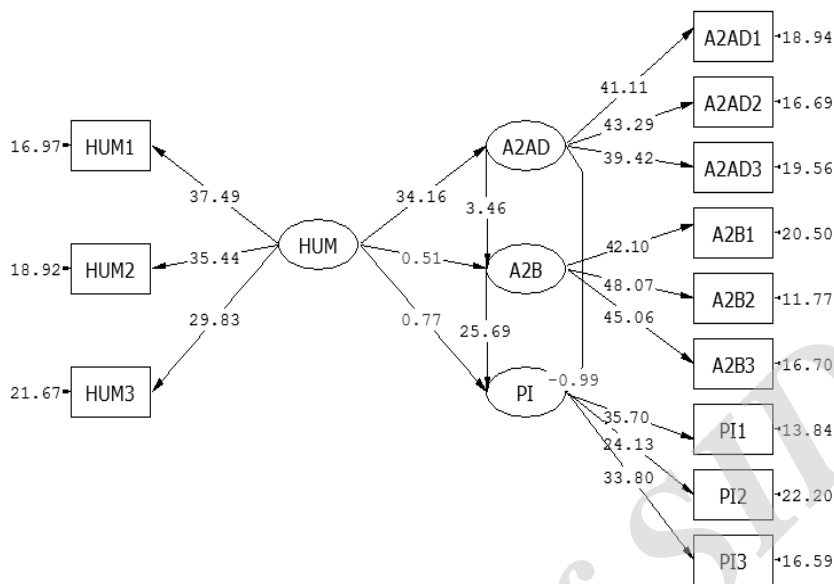 A2AD1
18.94
41.11
A2AD2
16.69
43.29
16.97
HUM1
A2AD
39.42
A2AD3
19.56
37.49
34.16
3.46
42.10
A2B1
20.50
HUM
18.92
HUM2
35.44
0.51
A2B
48.07
A2B2
11.77
29.83
0.77
25.69
45.06
A2B3
16.70
21.67
HUM3
PI
-0.99
35.70
PI1
13.84
24.13
33.80
PI2
22.20
PI3
16.59